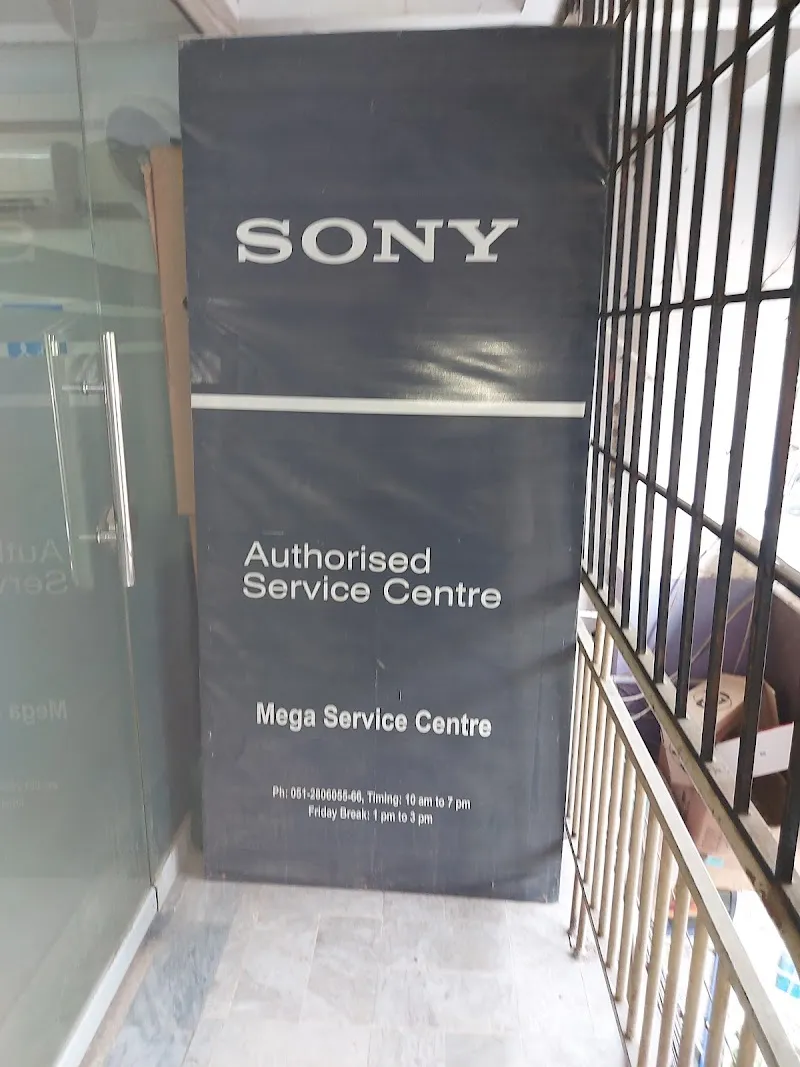 SONY
Authorised
Service Centre
Mega Service Centre
Ph: 051-2806055-66, Timing: 10 am to 7 pm
Friday Break: 1 pm to 3 pm